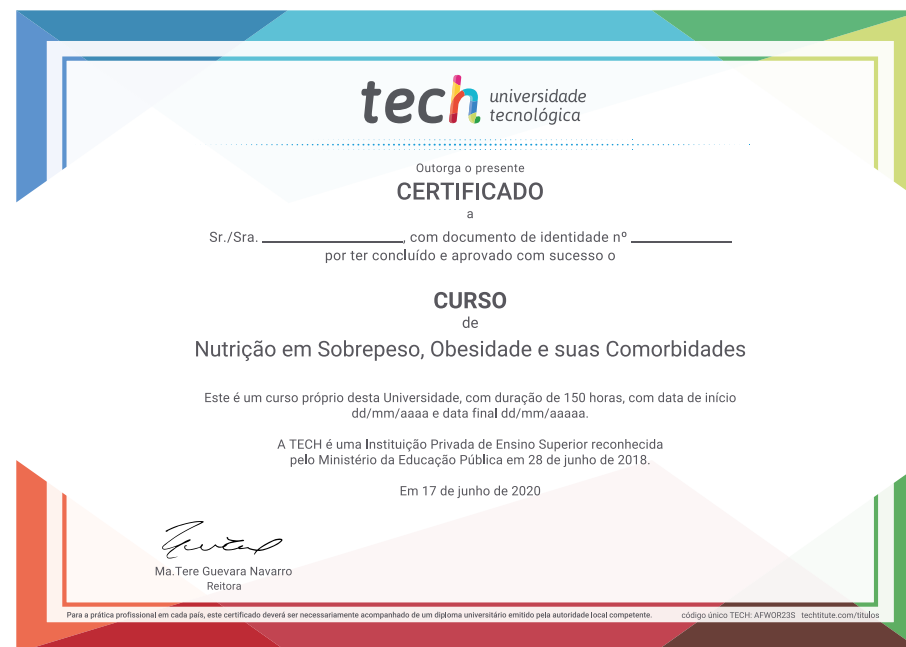 tech universidade
tecnológica
Outorga o presente
CERTIFICADO
a
Sr./Sra. , com documento de identidade nº
por ter concluído e aprovado com sucesso o
CURSO
de
Nutrição em Sobrepeso, Obesidade e suas Comorbidades
Este é um curso próprio desta Universidade, com duração de 150 horas, com data de início
dd/mm/aaaa e data final dd/mm/aaaaa.
A TECH é uma Instituição Privada de Ensino Superior reconhecida
pelo Ministério da Educação Pública em 28 de junho de 2018.
Em 17 de junho de 2020
Ma.Tere Guevara Navarro
Reitora
Para a prática profissional em cada país, este certificado deverá ser necessariamente acompanhado de um diploma universitário emitido pela autoridade local competente. código único TECH: AFWOR23S techtitute.com/titulos